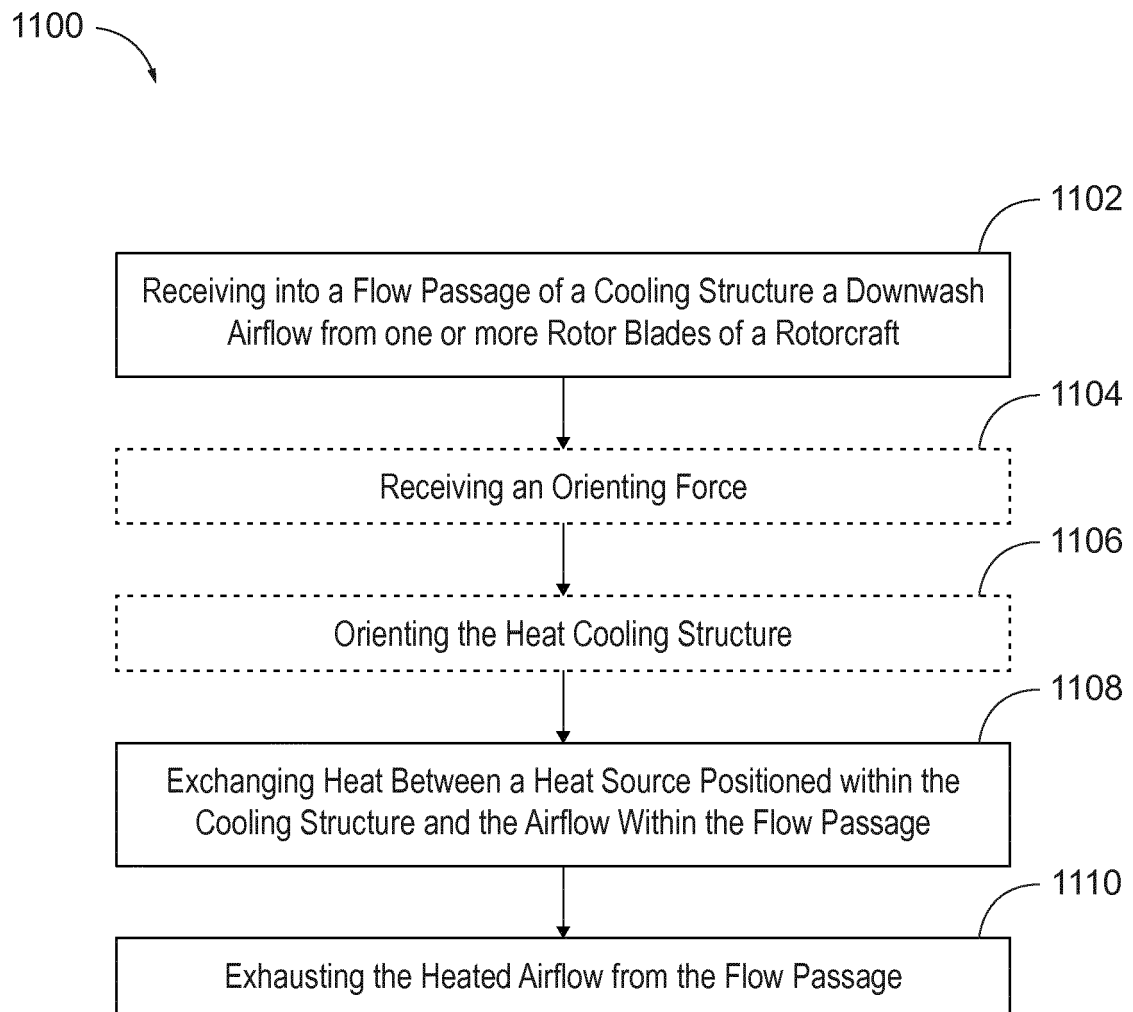 1100
1102
Receiving into a Flow Passage of a Cooling Structure a Downwash
Airflow from one or more Rotor Blades of a Rotorcraft
1104
Receiving an Orienting Force
1106
Orienting the Heat Cooling Structure
1108
Exchanging Heat Between a Heat Source Positioned within the
Cooling Structure and the Airflow Within the Flow Passage
1110
Exhausting the Heated Airflow from the Flow Passage